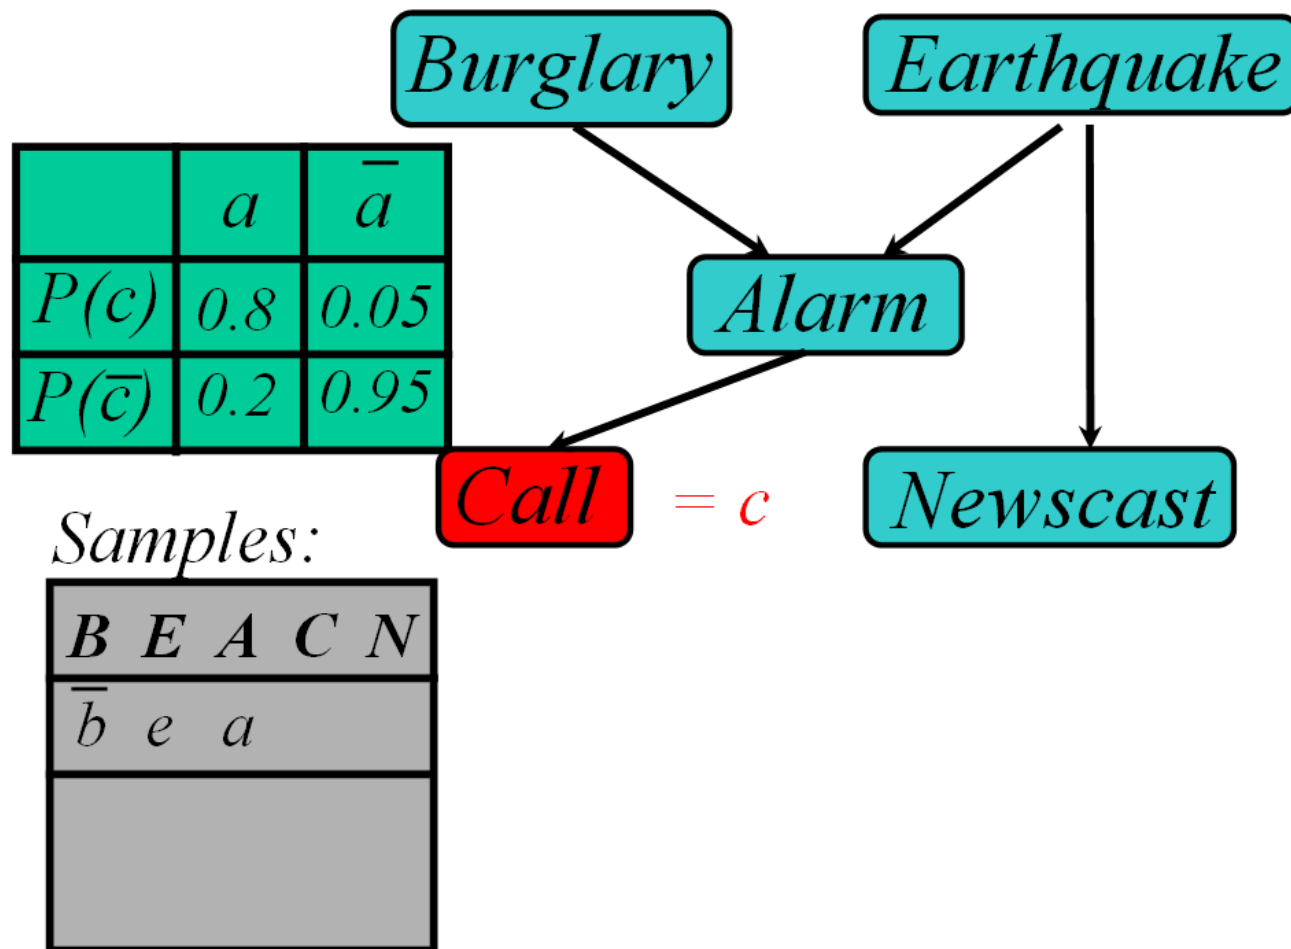 Burglary Earthquake
a a̅
P(c) 0.8 0.05
P(c̅) 0.2 0.95
Alarm
Call = c Newscast
Samples:
B E A C N
b̅ e a